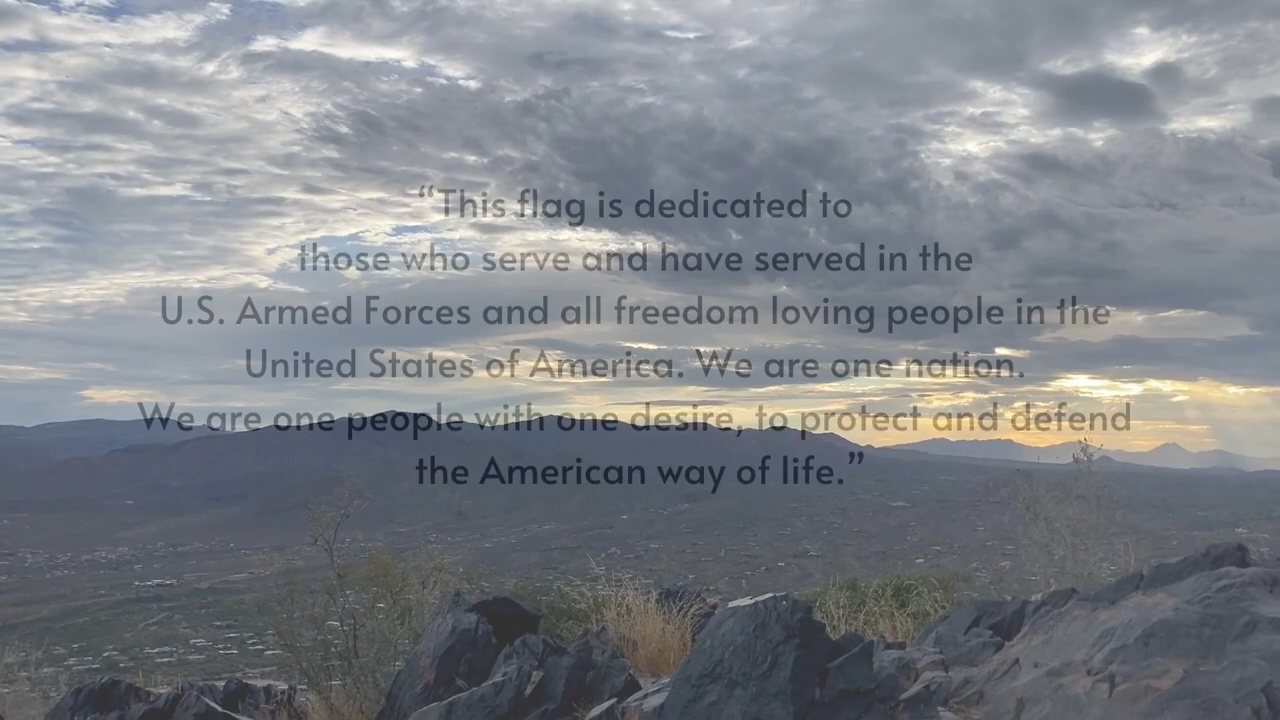 “This flag is dedicated to
those who serve and have served in the
U.S. Armed Forces and all freedom loving people in the
United States of America. We are one nation.
We are one people with one desire, to protect and defend
the American way of life.”